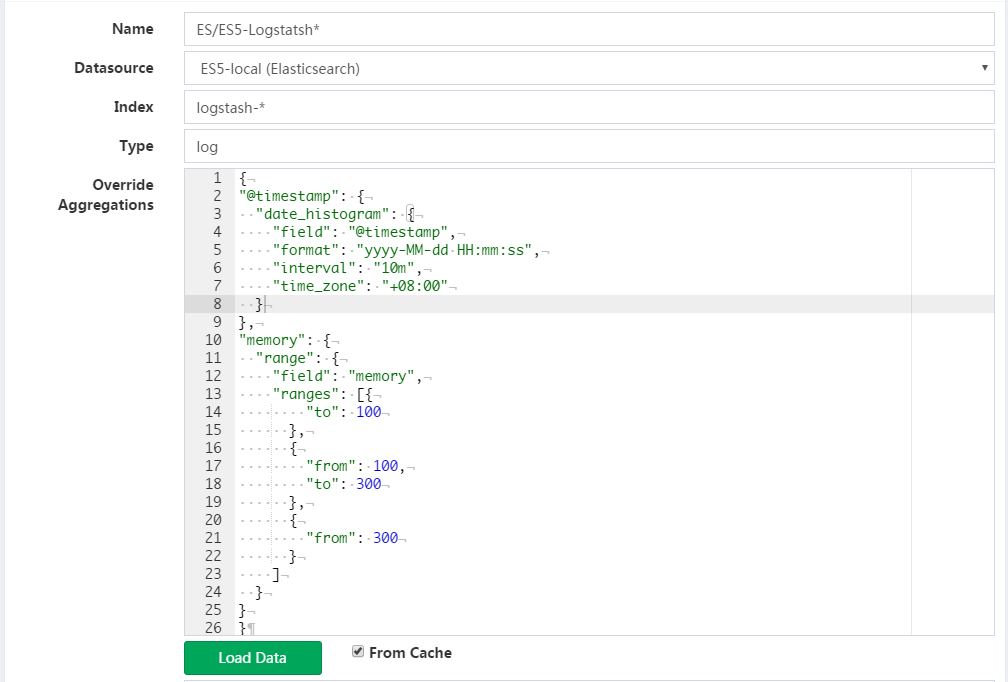 Name ES/ES5-Logstatsh*
Datasource ES5-local (Elasticsearch)
Index logstash-*
Type log
Override Aggregations
1 {
2 "@timestamp": {
3   "date_histogram": {
4     "field": "@timestamp",
5     "format": "yyyy-MM-dd HH:mm:ss",
6     "interval": "10m",
7     "time_zone": "+08:00"
8   }
9 },
10 "memory": {
11   "range": {
12     "field": "memory",
13     "ranges": [{
14         "to": 100
15       },
16       {
17         "from": 100,
18         "to": 300
19       },
20       {
21         "from": 300
22       }
23     ]
24   }
25 }
26 }
Load Data From Cache